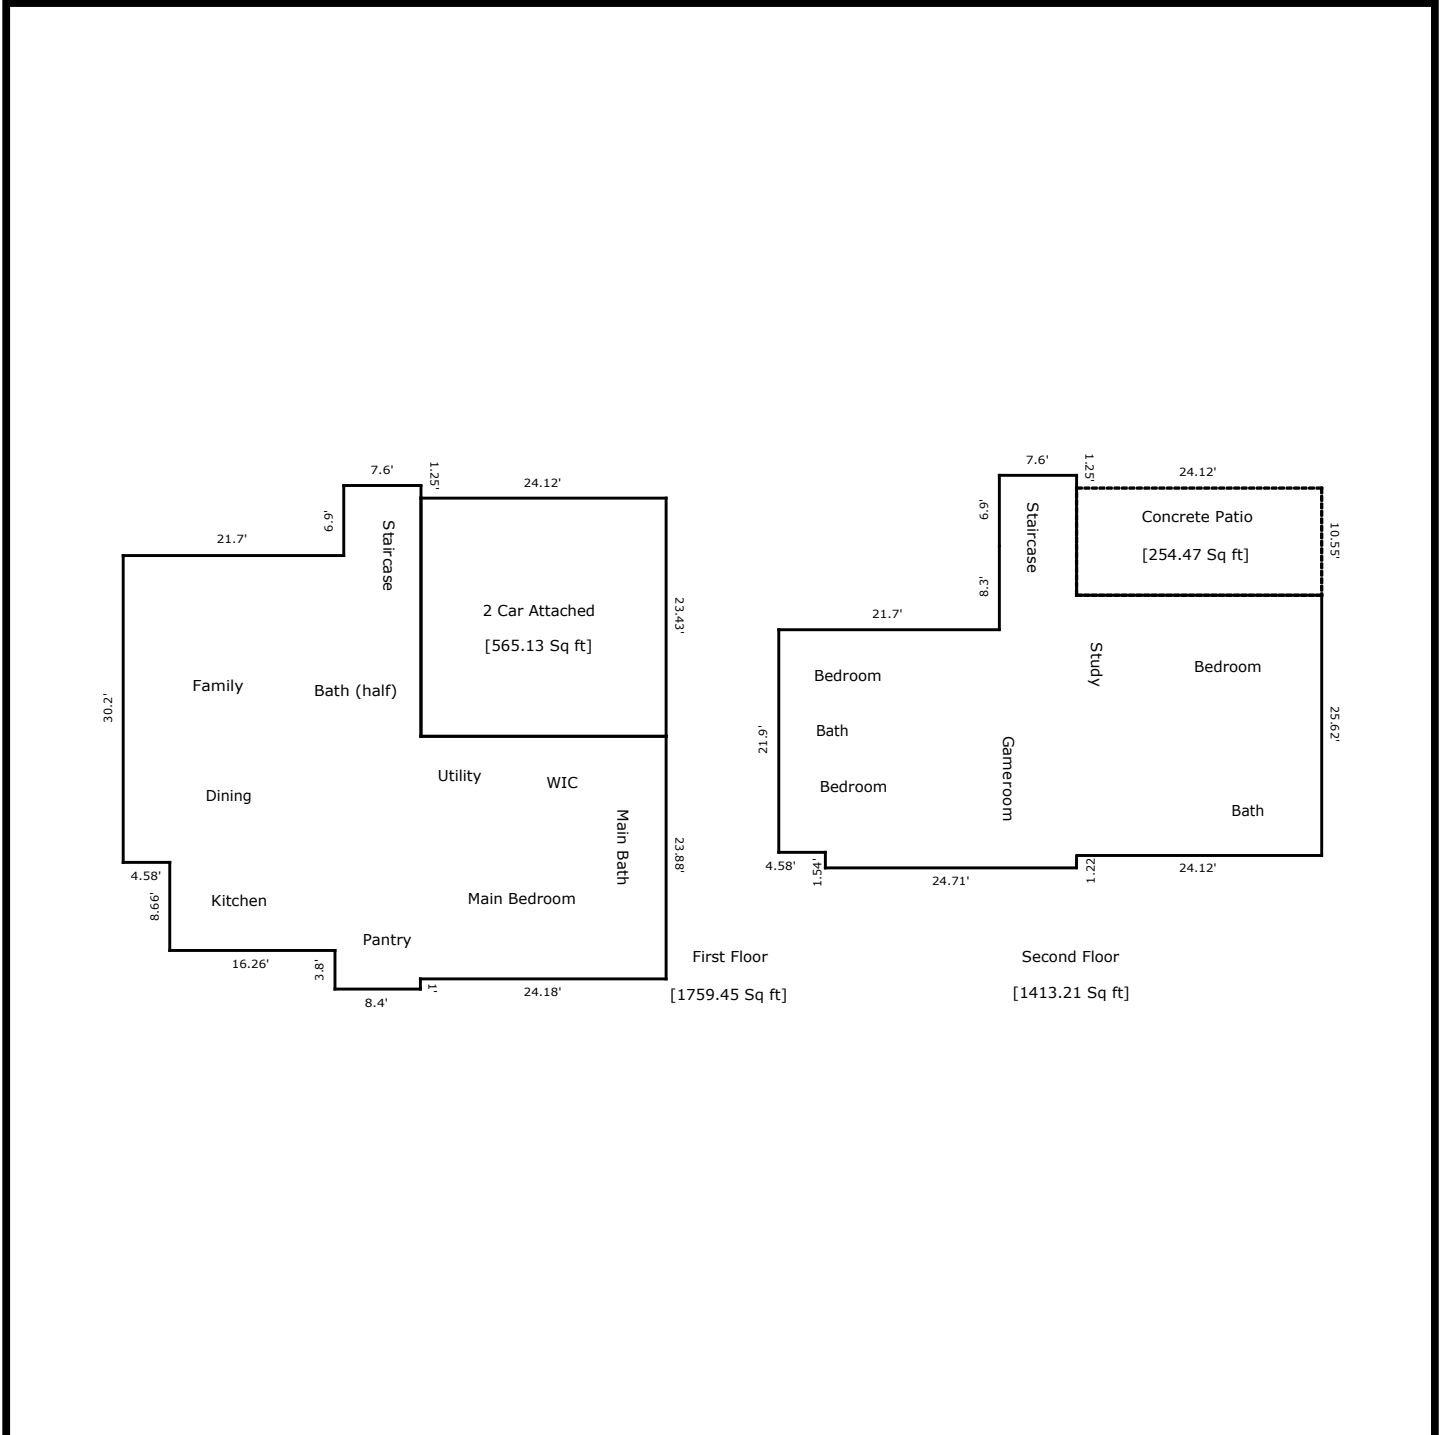 7.6'
1.25'
24.12'
6.9'
Staircase
21.7'
2 Car Attached
[565.13 Sq ft]
23.43'
Family
Bath (half)
30.2'
Utility
WIC
Dining
Main Bath
23.88'
4.58'
8.66'
Kitchen
Main Bedroom
Pantry
16.26'
3.8'
8.4'
1'
24.18'
First Floor
[1759.45 Sq ft]
7.6'
1.25'
24.12'
6.9'
Staircase
Concrete Patio
[254.47 Sq ft]
10.55'
8.3'
21.7'
Study
Bedroom
Bedroom
21.9'
Bath
Gameroom
25.62'
Bedroom
Bath
4.58'
1.54'
24.71'
1.22
24.12'
Second Floor
[1413.21 Sq ft]